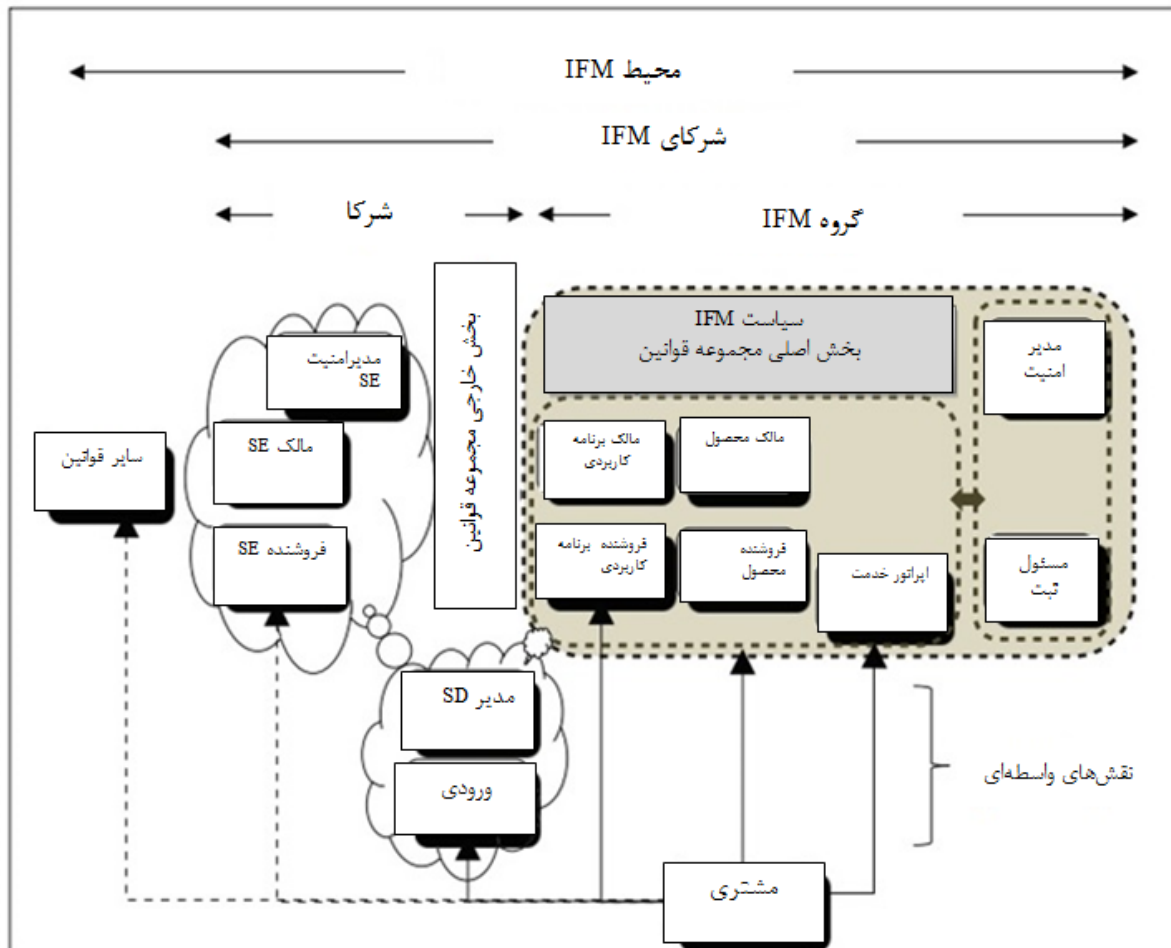 محیط IFM
شرکای IFM
شرکا
گروه IFM
بخش خارجی مجموعه قوانین
سیاست IFM
بخش اصلی مجموعه قوانین
مدیر
امنیت
مدیرامنیت
SE
مالک SE
فروشنده SE
سایر قوانین
مالک برنامه
کاربردی
مالک محصول
فروشنده برنامه
کاربردی
فروشنده
محصول
اپراتور خدمت
مسئول
ثبت
مدیر SD
ورودی
نقش‌های واسطه‌ای
مشتری